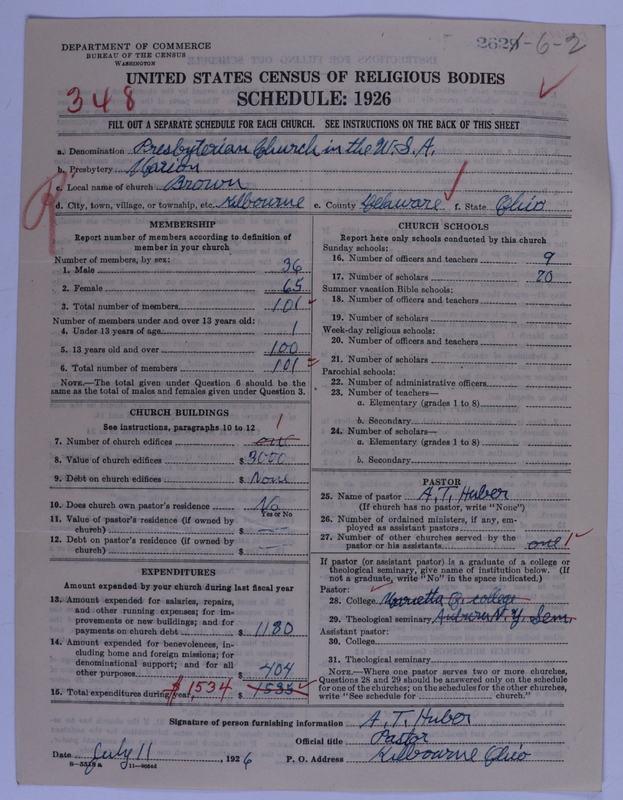 DEPARTMENT OF COMMERCE
BUREAU OF THE CENSUS
WASHINGTON
2628-6-2
UNITED STATES CENSUS OF RELIGIOUS BODIES
348
SCHEDULE: 1926
FILL OUT A SEPARATE SCHEDULE FOR EACH CHURCH. SEE INSTRUCTIONS ON THE BACK OF THIS SHEET
a. Denomination Presbyterian Church in the U.S.A.
b. Presbytery Marion
c. Local name of church Brown
d. City, town, village, or township, etc. Kilbourne e. County Delaware f. State Ohio
R
MEMBERSHIP
Report number of members according to definition of
member in your church
Number of members, by sex:
1. Male 36
2. Female 65
3. Total number of members 101
Number of members under and over 13 years old:
4. Under 13 years of age 1
5. 13 years old and over 100
6. Total number of members 101
NOTE.—The total given under Question 6 should be the
same as the total of males and females given under Question 3.
CHURCH BUILDINGS
See instructions, paragraphs 10 to 12
1
7. Number of church edifices one
8. Value of church edifices $ 3000
9. Debt on church edifices $ None
10. Does church own pastor's residence No
Yes or No
11. Value of pastor's residence (if owned by
church) $
12. Debt on pastor's residence (if owned by
church) $
EXPENDITURES
Amount expended by your church during last fiscal year
13. Amount expended for salaries, repairs,
and other running expenses; for im-
provements or new buildings; and for
payments on church debt $ 1180
14. Amount expended for benevolences, in-
cluding home and foreign missions; for
denominational support; and for all
other purposes $ 404
15. Total expenditures during year $1534 $ 1535
CHURCH SCHOOLS
Report here only schools conducted by this church
Sunday schools:
16. Number of officers and teachers 9
17. Number of scholars 70
Summer vacation Bible schools:
18. Number of officers and teachers
19. Number of scholars
Week-day religious schools:
20. Number of officers and teachers
21. Number of scholars
Parochial schools:
22. Number of administrative officers
23. Number of teachers—
a. Elementary (grades 1 to 8)
b. Secondary
24. Number of scholars—
a. Elementary (grades 1 to 8)
b. Secondary
PASTOR
25. Name of pastor A. T. Huber
(If church has no pastor, write "None")
26. Number of ordained ministers, if any, em-
ployed as assistant pastors
27. Number of other churches served by the
pastor or his assistants one 1
If pastor (or assistant pastor) is a graduate of a college or
theological seminary, give name of institution below. (If
not a graduate, write "No" in the space indicated.)
Pastor:
28. College Marietta O. college
29. Theological seminary Auburn N.Y. Sem
Assistant pastor:
30. College
31. Theological seminary
NOTE.—Where one pastor serves two or more churches,
Questions 28 and 29 should be answered only on the schedule
for one of the churches; on the schedules for the other churches,
write "See schedule for church."
Signature of person furnishing information A. T. Huber
Official title Pastor
Date July 11, 1926 P. O. Address Kilbourne Ohio
8-5518a 11-9064